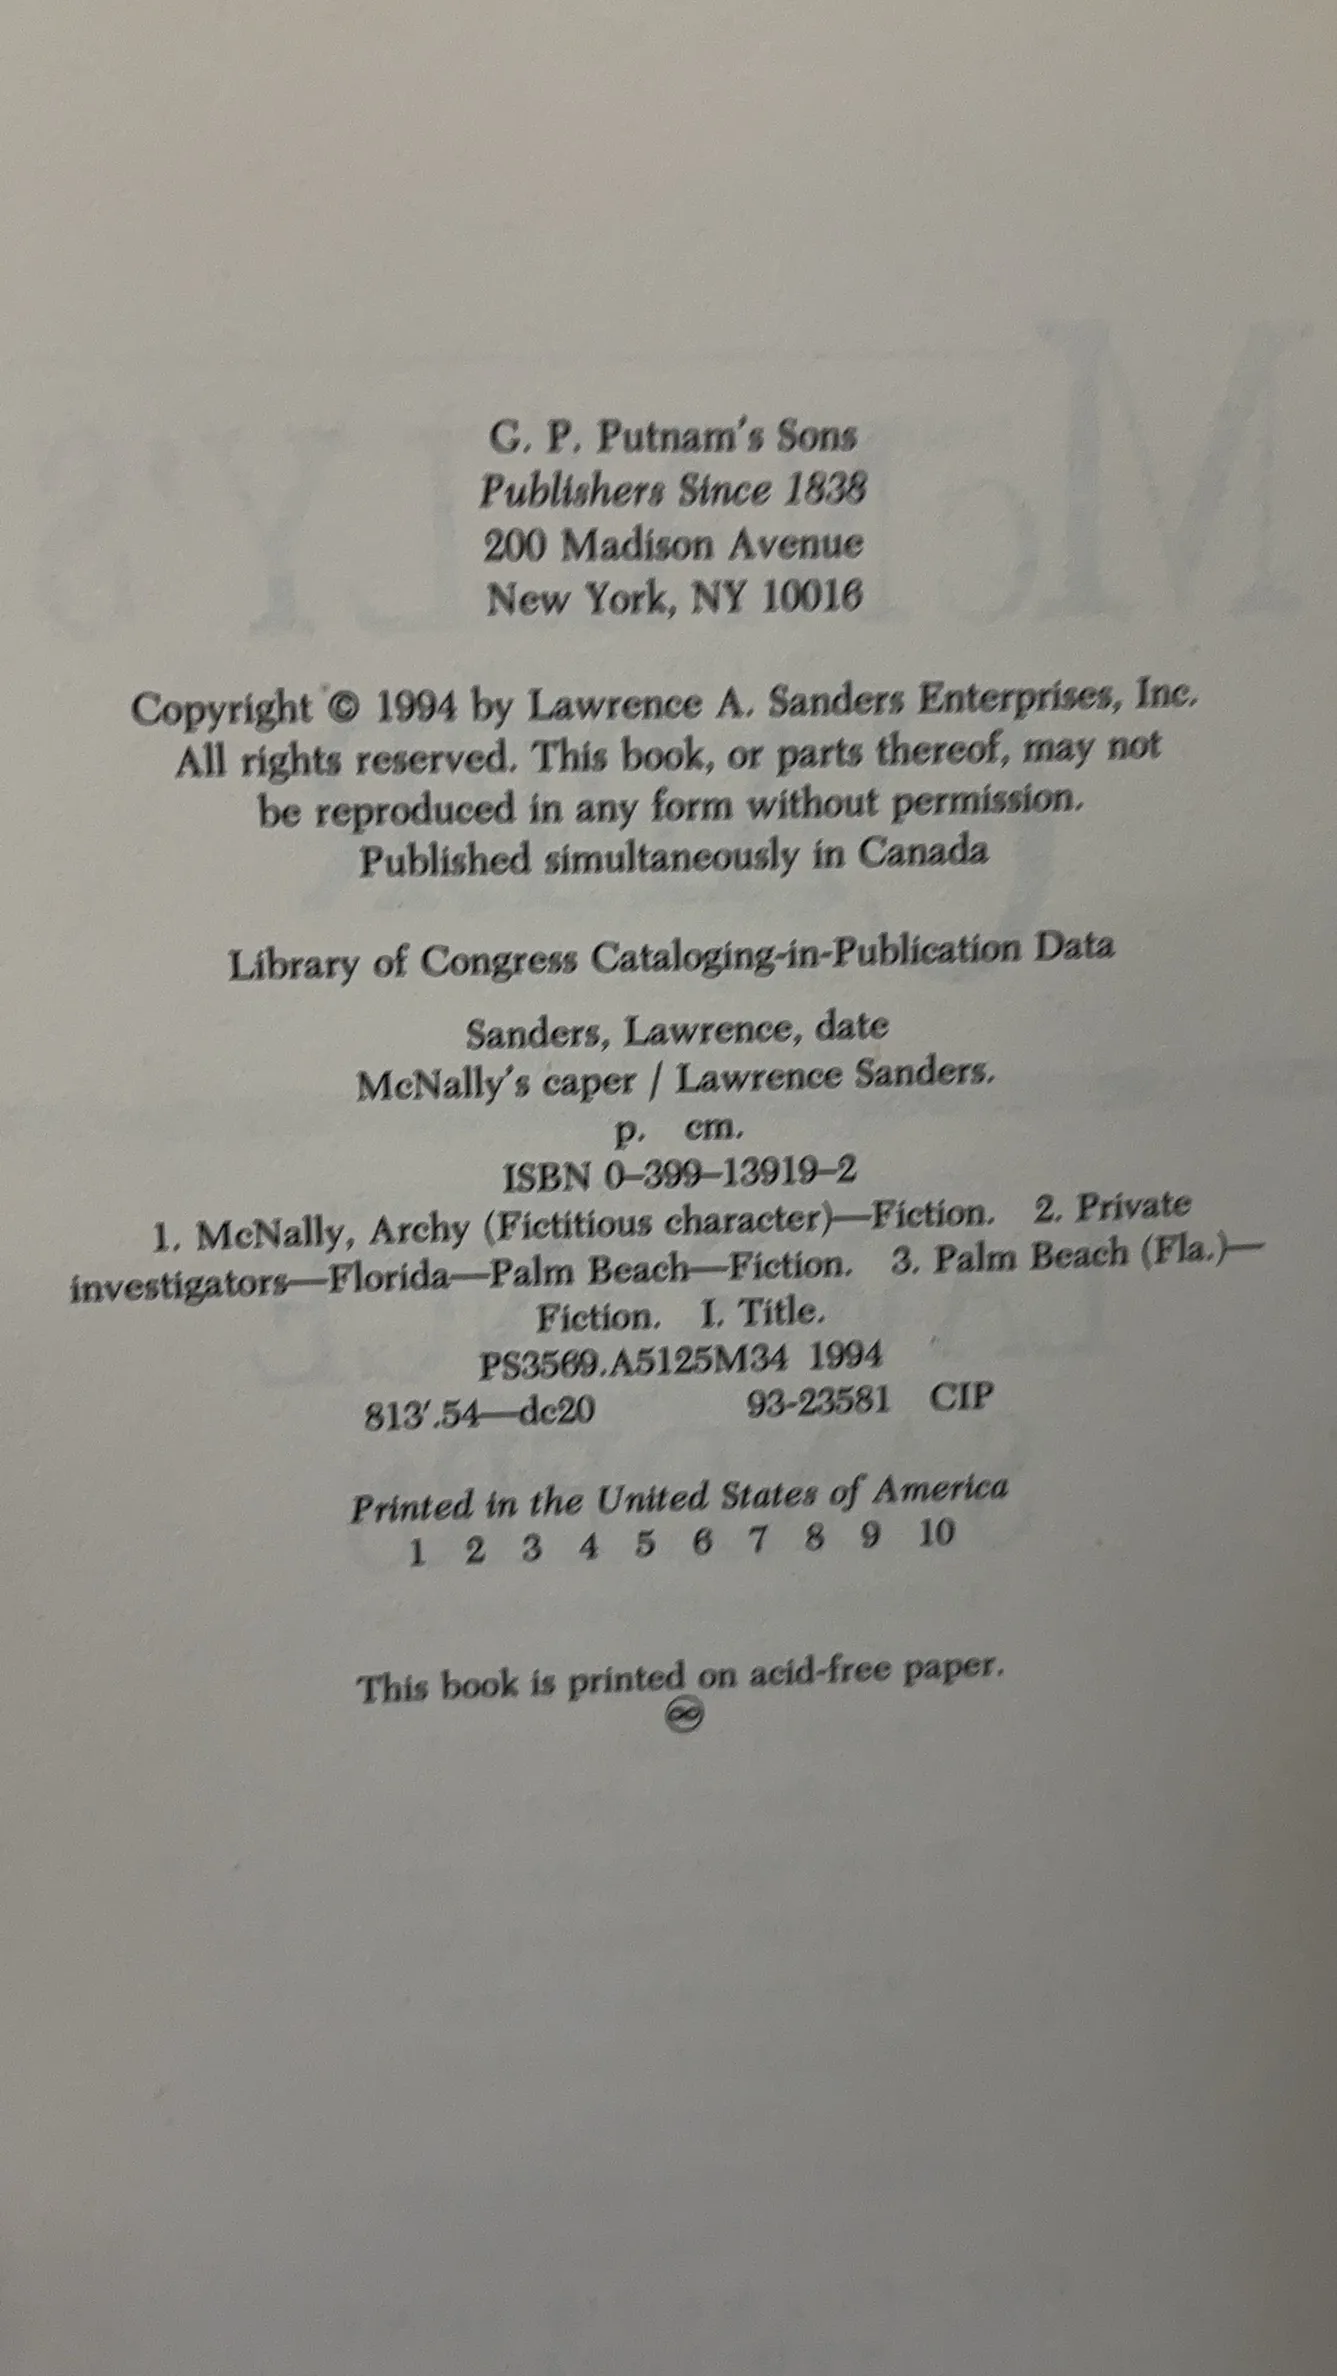 G. P. Putnam's Sons
Publishers Since 1838
200 Madison Avenue
New York, NY 10016
Copyright © 1994 by Lawrence A. Sanders Enterprises, Inc.
All rights reserved. This book, or parts thereof, may not
be reproduced in any form without permission.
Published simultaneously in Canada
Library of Congress Cataloging-in-Publication Data
Sanders, Lawrence, date
McNally's caper / Lawrence Sanders.
p. cm.
ISBN 0–399–13919–2
1. McNally, Archy (Fictitious character)—Fiction. 2. Private
investigators—Florida—Palm Beach—Fiction. 3. Palm Beach (Fla.)—
Fiction. I. Title.
PS3569.A5125M34 1994
813′.54—dc20 93-23581 CIP
Printed in the United States of America
1 2 3 4 5 6 7 8 9 10
This book is printed on acid-free paper.
♾